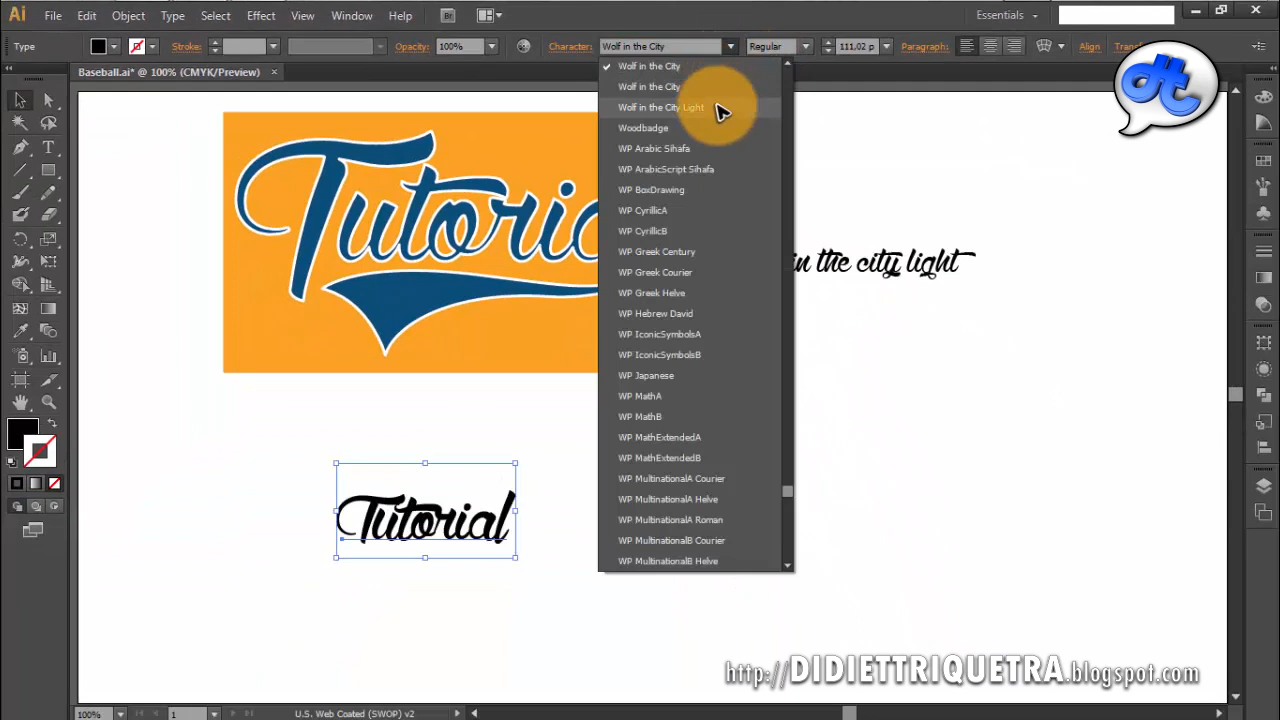 Ai File Edit Object Type Select Effect View Window Help Br Essentials
Type Stroke: Opacity: 100% Character: Wolf in the City Regular 111.02 p Paragraph: Align
Baseball.ai* @ 100% (CMYK/Preview) ×
Wolf in the City
Wolf in the City
Wolf in the City Light
Woodbadge
WP Arabic Sihafa
WP ArabicScript Sihafa
WP BoxDrawing
WP CyrillicA
WP CyrillicB
WP Greek Century
WP Greek Courier
WP Greek Helve
WP Hebrew David
WP IconicSymbolsA
WP IconicSymbolsB
WP Japanese
WP MathA
WP MathB
WP MathExtendedA
WP MathExtendedB
WP MultinationalA Courier
WP MultinationalA Helve
WP MultinationalA Roman
WP MultinationalB Courier
WP MultinationalB Helve
dt
Tutoria
in the city light
Tutorial
http://DIDIETTRIQUETRA.blogspot.com
100% 1 U.S. Web Coated (SWOP) v2